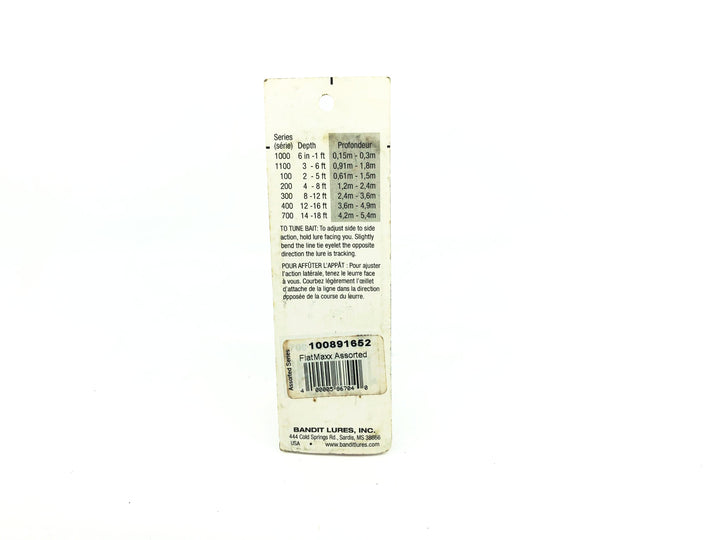 Series
(série) Depth Profondeur
1000 6 in -1 ft 0,15m - 0,3m
1100 3 - 6 ft 0,91m - 1,8m
100 2 - 5 ft 0,61m - 1,5m
200 4 - 8 ft 1,2m - 2,4m
300 8 -12 ft 2,4m - 3,6m
400 12 -16 ft 3,6m - 4,9m
700 14 -18 ft 4,2m - 5,4m
TO TUNE BAIT: To adjust side to side
action, hold lure facing you. Slightly
bend the line tie eyelet the opposite
direction the lure is tracking.
POUR AFFÛTER L'APPÂT : Pour ajuster
l'action latérale, tenez le leurre face
à vous. Courbez légèrement l'œillet
d'attache de la ligne dans la direction
opposée de la course du leurre.
Assorted Series
100891652
FlatMaxx Assorted
4 00005 06704 0
BANDIT LURES, INC.
444 Cold Springs Rd., Sardis, MS 38666
USA • www.banditlures.com